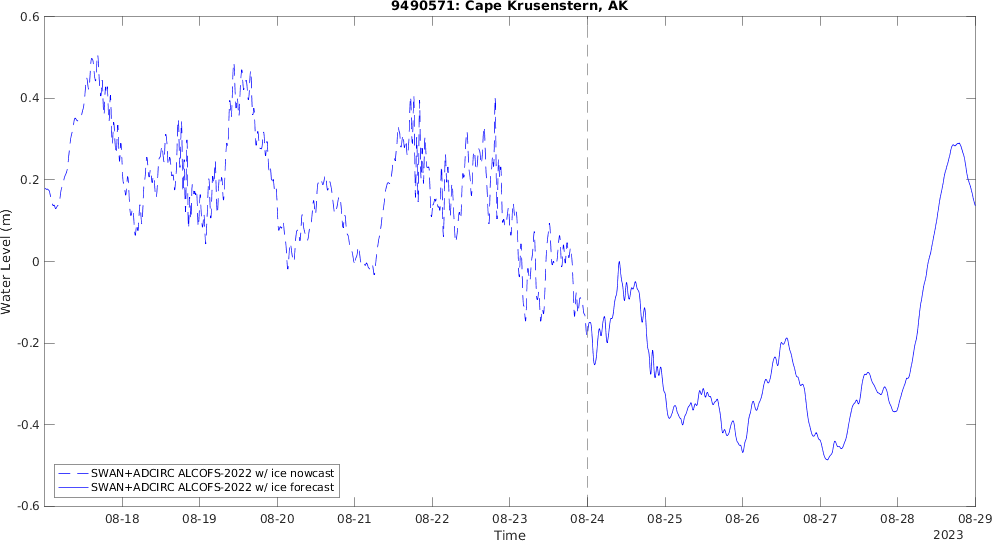 9490571: Cape Krusenstern, AK
0.6
0.4
0.2
0
-0.2
-0.4
-0.6
Water Level (m)
SWAN+ADCIRC ALCOFS-2022 w/ ice nowcast
SWAN+ADCIRC ALCOFS-2022 w/ ice forecast
08-18 08-19 08-20 08-21 08-22 08-23 08-24 08-25 08-26 08-27 08-28 08-29
Time
2023